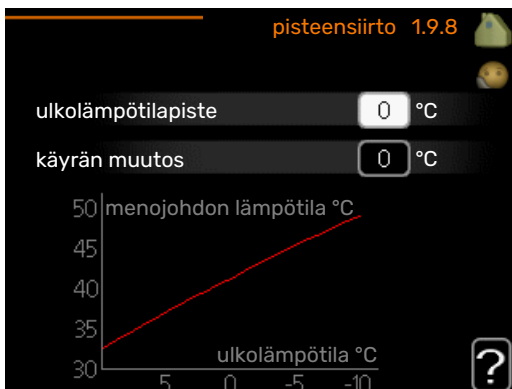 pisteensiirto 1.9.8
ulkolämpötilapiste 0 °C
käyrän muutos 0 °C
50 menojohdon lämpötila °C
45
40
35
ulkolämpötila °C
30
5 0 -5 -10
?